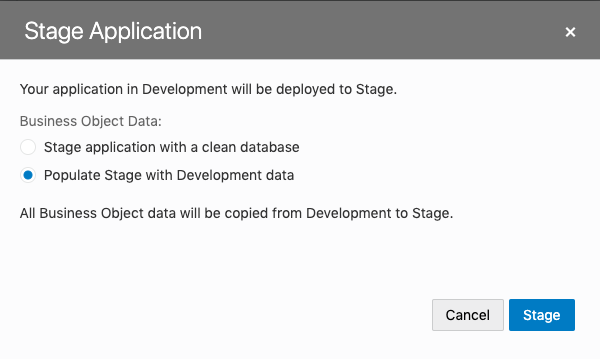 Stage Application
Your application in Development will be deployed to Stage.
Business Object Data:
Stage application with a clean database
Populate Stage with Development data
All Business Object data will be copied from Development to Stage.
Cancel Stage